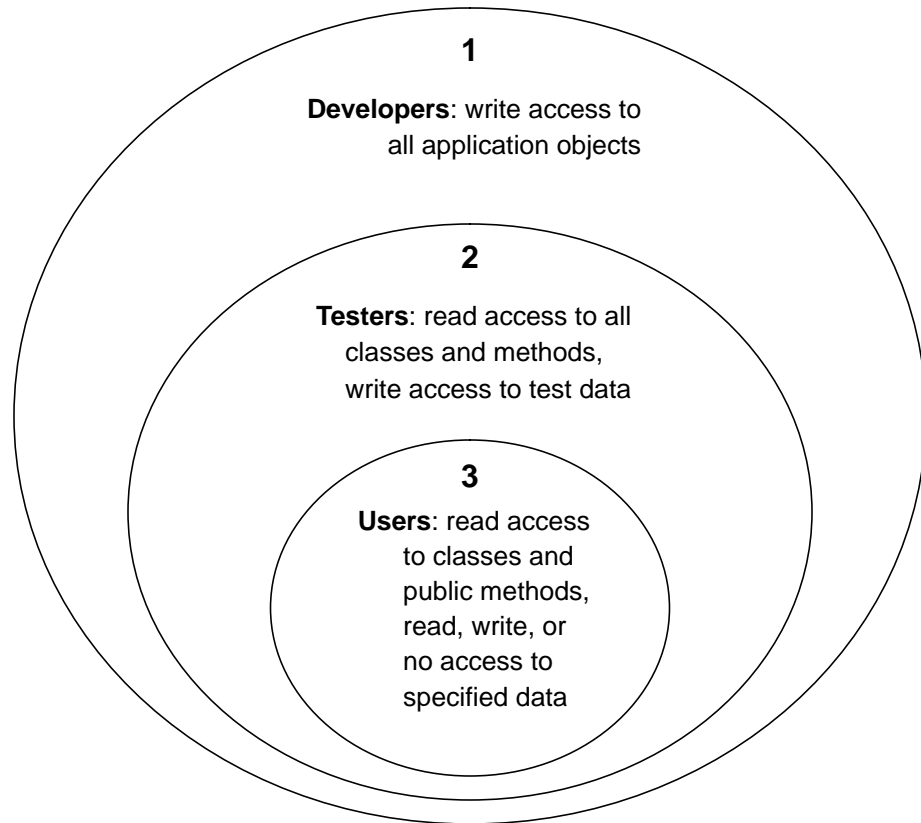 1
Developers: write access to
all application objects
2
Testers: read access to all
classes and methods,
write access to test data
3
Users: read access
to classes and
public methods,
read, write, or
no access to
specified data